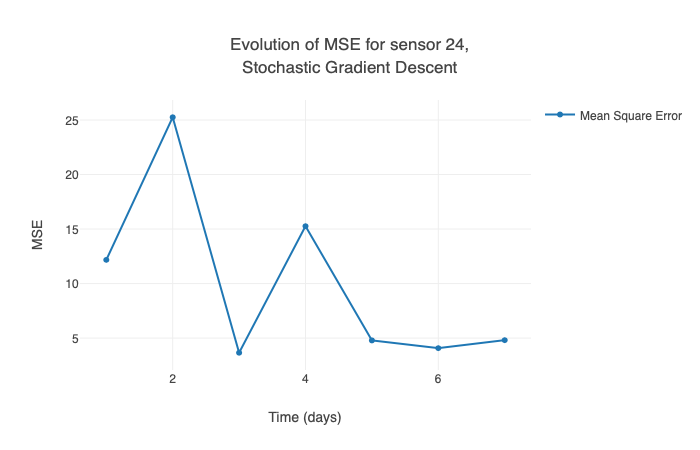 Evolution of MSE for sensor 24,
Stochastic Gradient Descent
Mean Square Error
MSE
25
20
15
10
5
2
4
6
Time (days)